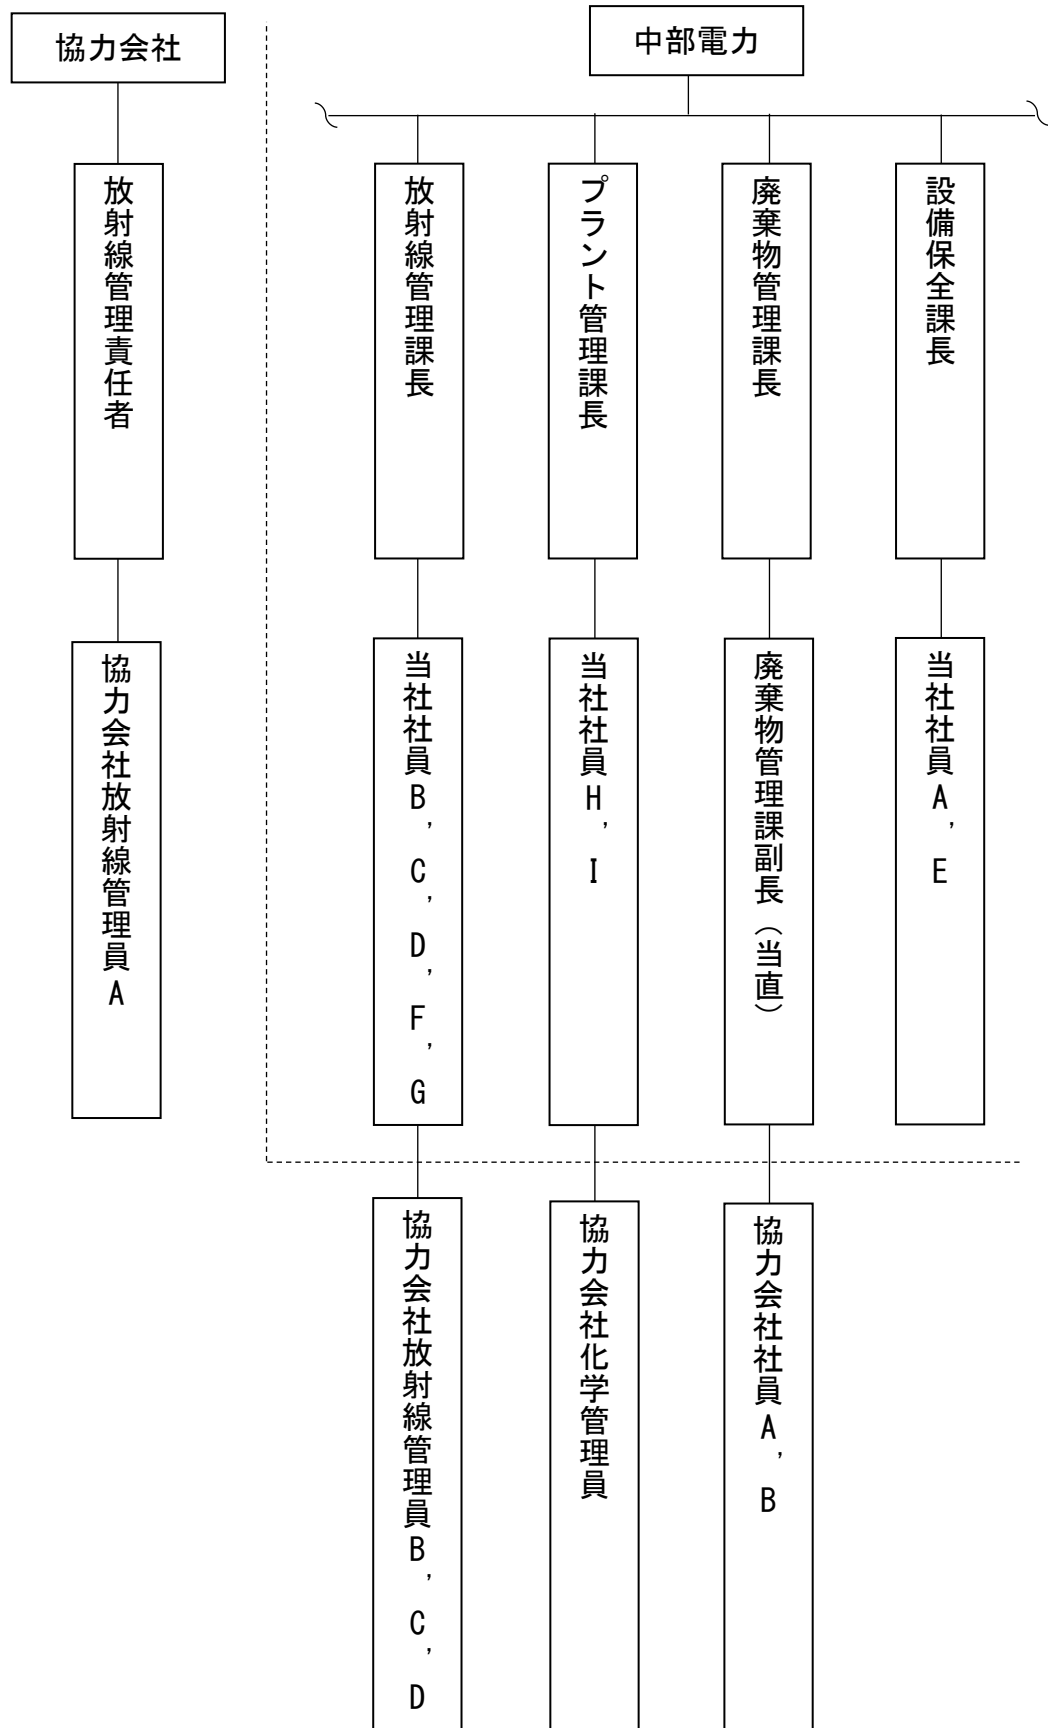 協力会社
中部電力
放射線管理責任者
放射線管理課長
プラント管理課長
廃棄物管理課長
設備保全課長
協力会社放射線管理員A
当社社員B，C，D，F，G
当社社員H，I
廃棄物管理課副長（当直）
当社社員A，E
協力会社放射線管理員B，C，D
協力会社化学管理員
協力会社社員A，B